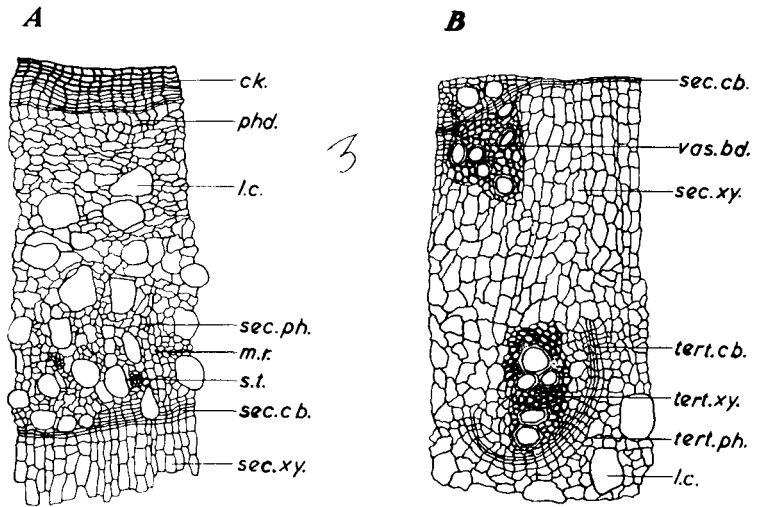 A
ck.
phd.
l.c.
3
sec.ph.
m.r.
s.t.
sec.cb.
sec.xy.
B
sec.cb.
vas.bd.
sec.xy.
tert.cb.
tert.xy.
tert.ph.
l.c.